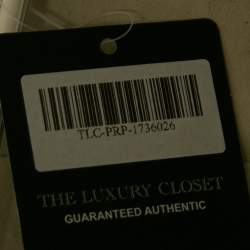 TLC-PRP-1736026
THE LUXURY CLOSET
GUARANTEED AUTHENTIC